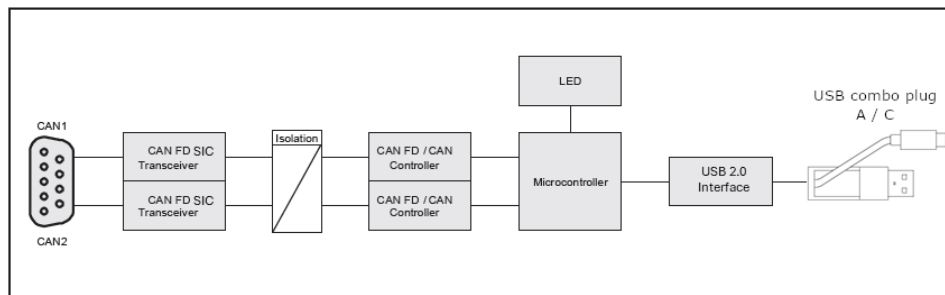 CAN1
CAN2
CAN FD SIC
Transceiver
CAN FD SIC
Transceiver
Isolation
CAN FD / CAN
Controller
CAN FD / CAN
Controller
LED
Microcontroller
USB 2.0
Interface
USB combo plug
A / C